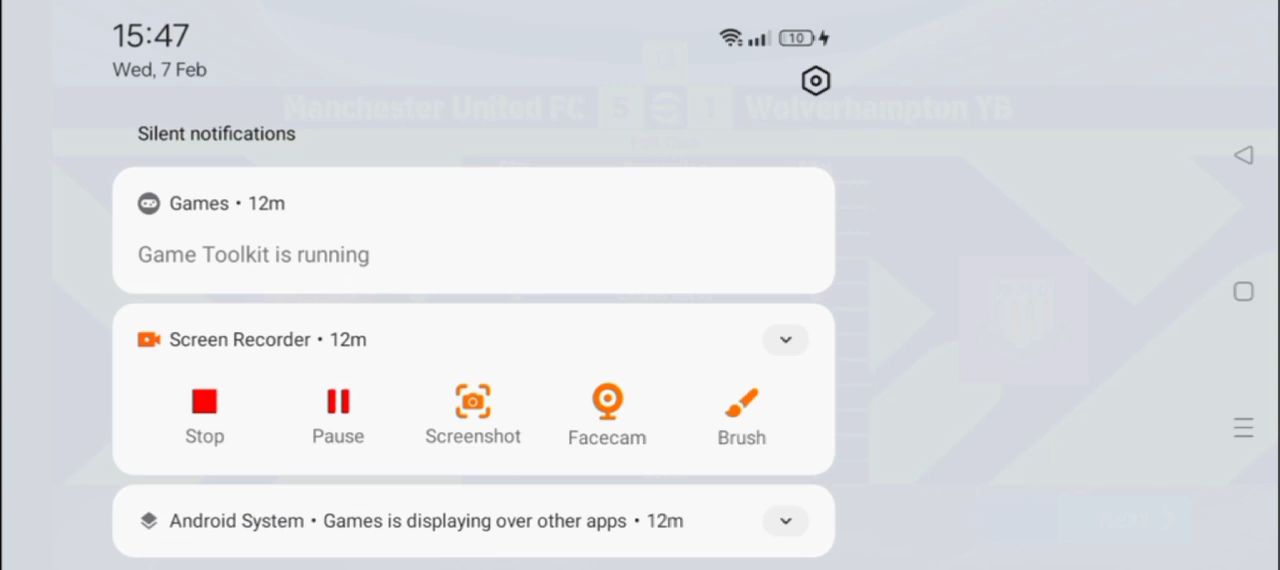 15:47
10
Wed, 7 Feb
Manchester United FC 5 1 Wolverhampton YB
Silent notifications
Games • 12m
Game Toolkit is running
Screen Recorder • 12m
Stop Pause Screenshot Facecam Brush
Android System • Games is displaying over other apps • 12m